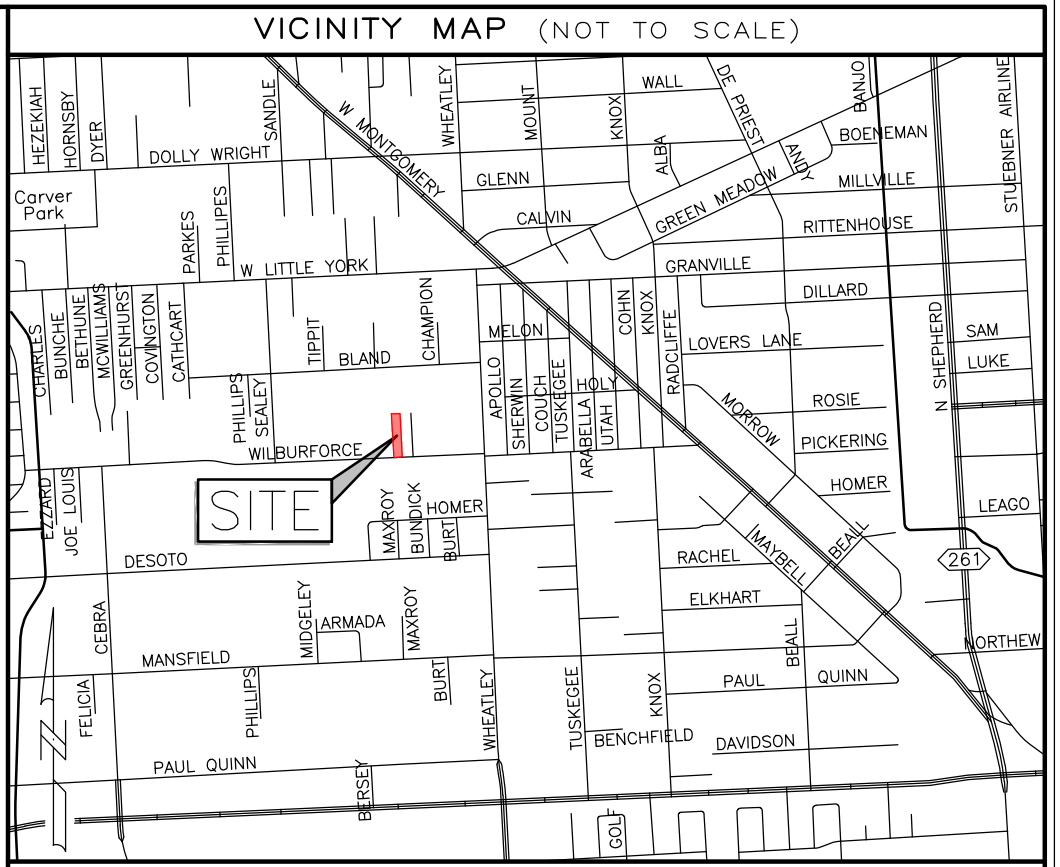 VICINITY MAP (NOT TO SCALE)
HEZEKIAH
HORNSBY
DYER
SANDLE
W MONTGOMERY
WHEATLEY
MOUNT
KNOX
WALL
DE PRIEST
BANJO
STUEBNER AIRLINE
DOLLY WRIGHT
ALBA
ANDY
BOENEMAN
Carver
Park
PARKES
PHILLIPES
GLENN
GREEN MEADOW
MILLVILLE
CALVIN
RITTENHOUSE
W LITTLE YORK
GRANVILLE
DILLARD
CHARLES
BUNCHE
BETHUNE
MCWILLIAMS
GREENHURST
COVINGTON
CATHCART
TIPPIT
BLAND
CHAMPION
MELON
APOLLO
SHERWIN
COUCH
TUSKEGEE
HOLY
ARABELLA
UTAH
COHN
KNOX
RADCLIFFE
LOVERS LANE
N SHEPHERD
SAM
LUKE
PHILLIPS
SEALEY
MORROW
ROSIE
WILBURFORCE
PICKERING
SITE
EZZARD
JOE LOUIS
MAXROY
BUNDICK
HOMER
BURT
HOMER
LEAGO
DESOTO
RACHEL
MAYBELL
BEALL
261
CEBRA
MIDGELEY
ARMADA
MAXROY
ELKHART
BEALL
NORTHEW
MANSFIELD
FELICIA
PHILLIPS
BURT
WHEATLEY
TUSKEGEE
KNOX
PAUL QUINN
N
BENCHFIELD
DAVIDSON
PAUL QUINN
BERSEY
GOLF